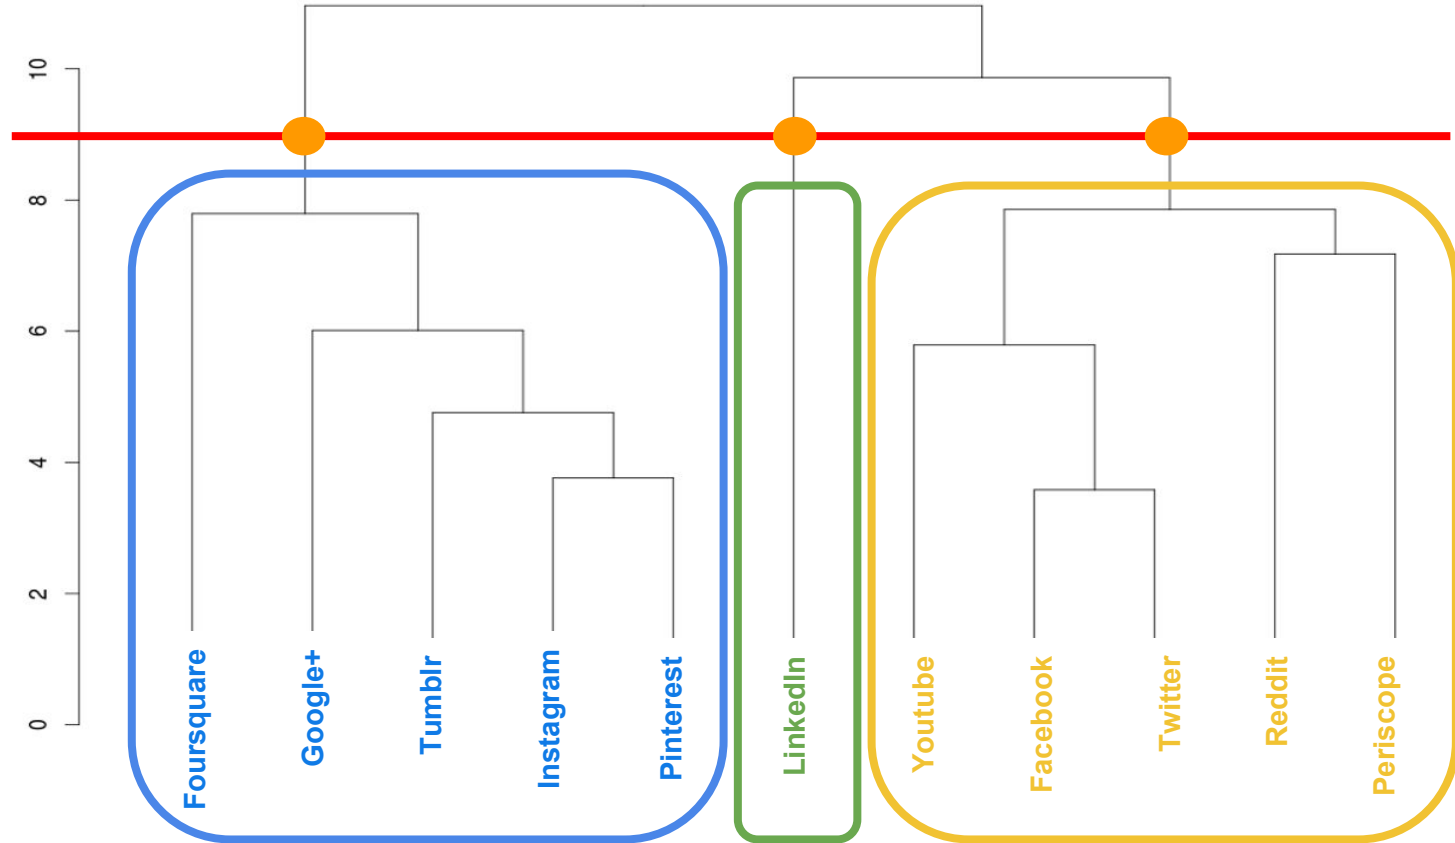 10
8
6
4
2
0
Foursquare
Google+
Tumblr
Instagram
Pinterest
LinkedIn
Youtube
Facebook
Twitter
Reddit
Periscope